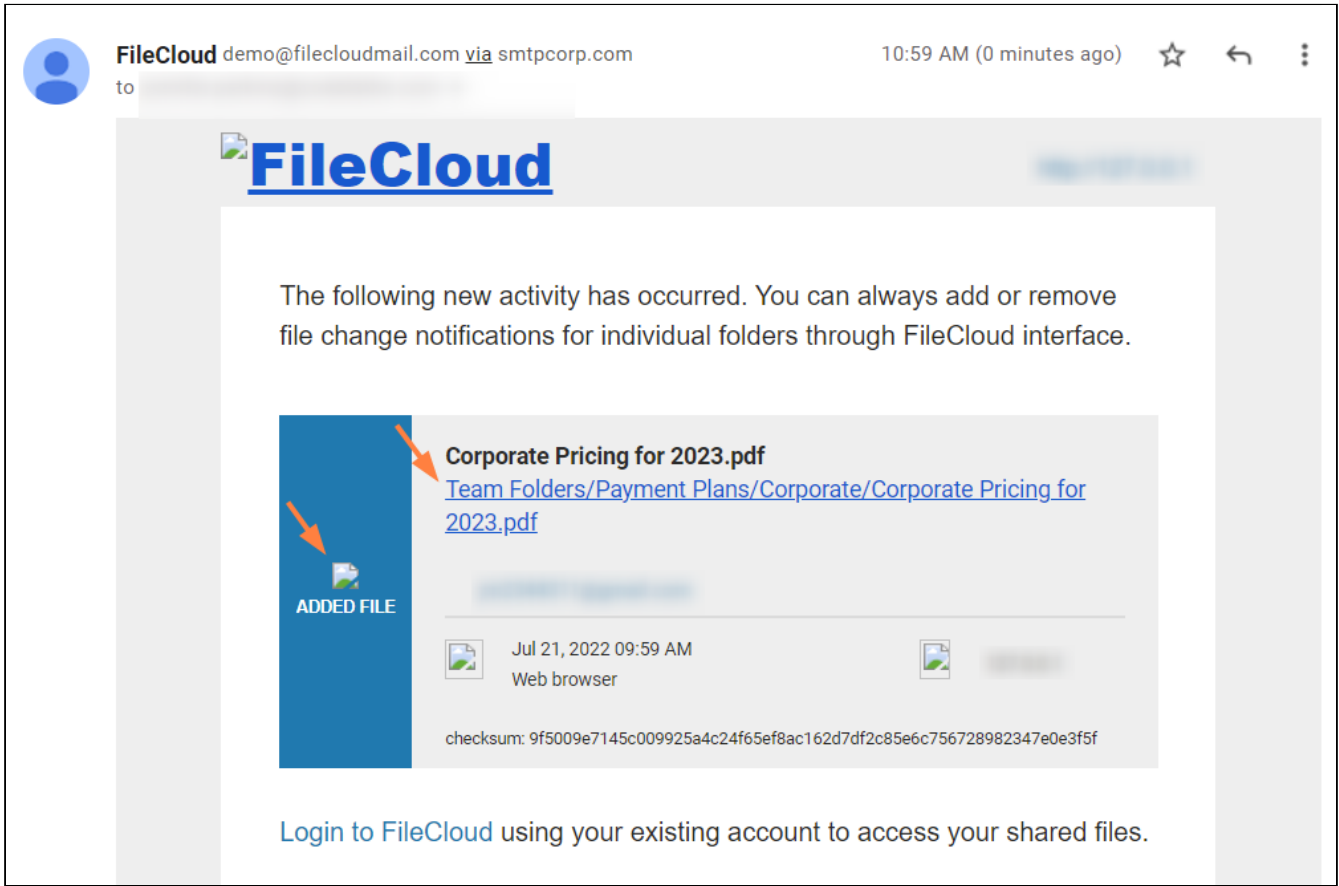 FileCloud demo@filecloudmail.com via smtpcorp.com 10:59 AM (0 minutes ago)
to
FileCloud
The following new activity has occurred. You can always add or remove
file change notifications for individual folders through FileCloud interface.
Corporate Pricing for 2023.pdf
Team Folders/Payment Plans/Corporate/Corporate Pricing for
2023.pdf
ADDED FILE
Jul 21, 2022 09:59 AM
Web browser
checksum: 9f5009e7145c009925a4c24f65ef8ac162d7df2c85e6c756728982347e0e3f5f
Login to FileCloud using your existing account to access your shared files.